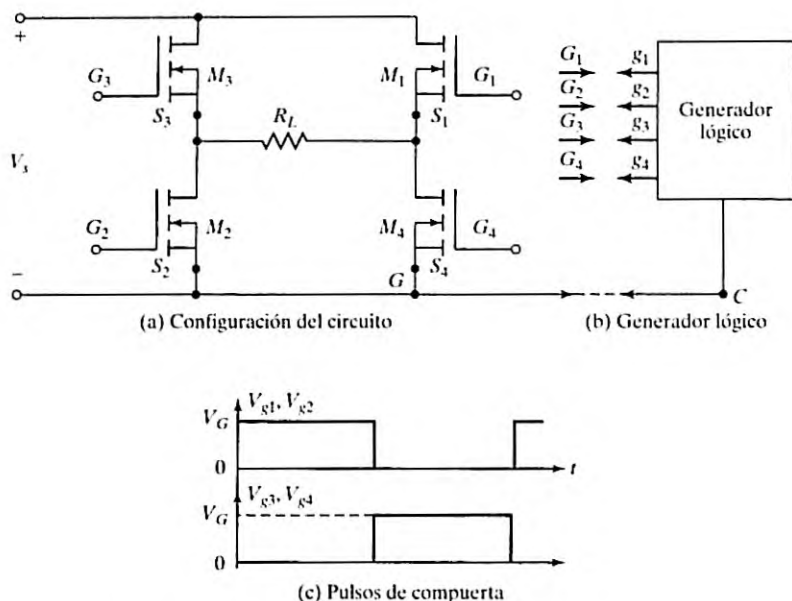 +
G3
M3
M1
G1
S3
RL
S1
Vs
G2
M2
M4
G4
S2
G
S4
−
(a) Configuración del circuito
G1 g1
G2 g2
G3 g3
G4 g4
Generador
lógico
C
(b) Generador lógico
VG
Vg1, Vg2
0
t
VG
Vg3, Vg4
0
(c) Pulsos de compuerta